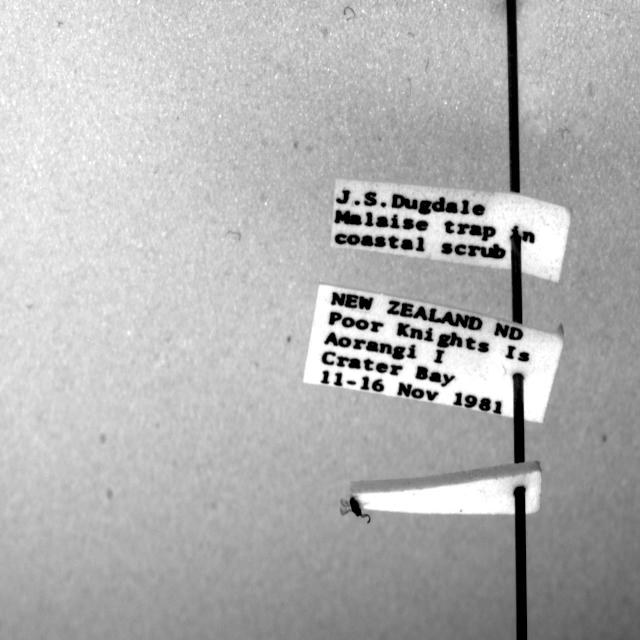 J.S.Dugdale
Malaise trap in
coastal scrub
NEW ZEALAND ND
Poor Knights Is
Aorangi I
Crater Bay
11-16 Nov 1981